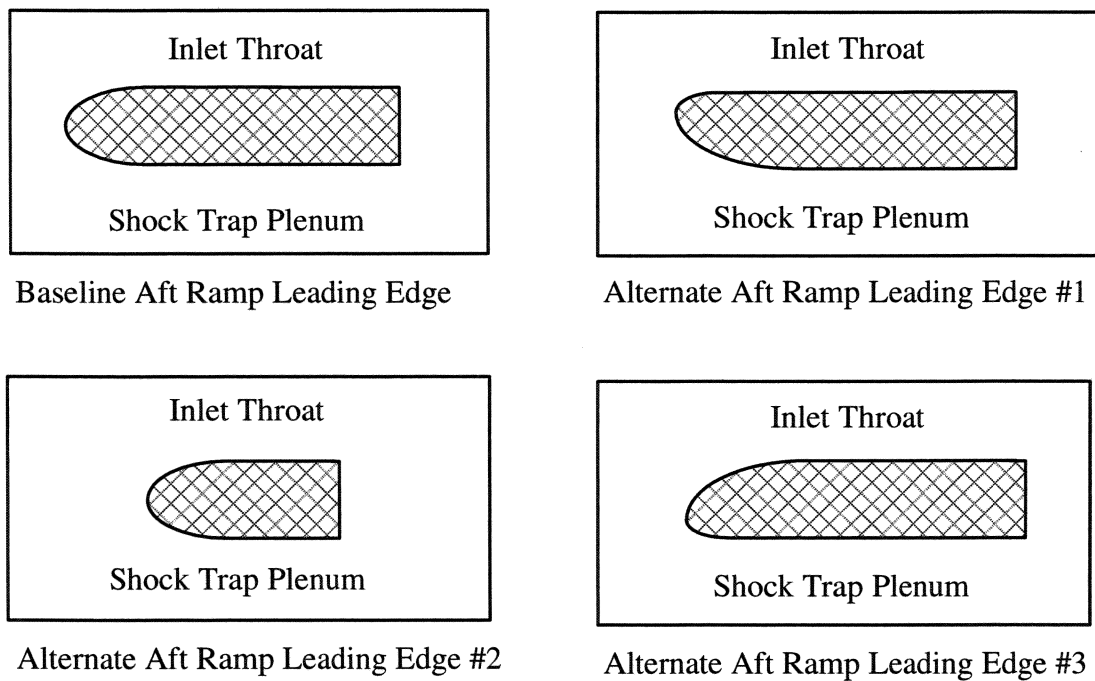 Inlet Throat
Shock Trap Plenum
Baseline Aft Ramp Leading Edge
Inlet Throat
Shock Trap Plenum
Alternate Aft Ramp Leading Edge #1
Inlet Throat
Shock Trap Plenum
Alternate Aft Ramp Leading Edge #2
Inlet Throat
Shock Trap Plenum
Alternate Aft Ramp Leading Edge #3